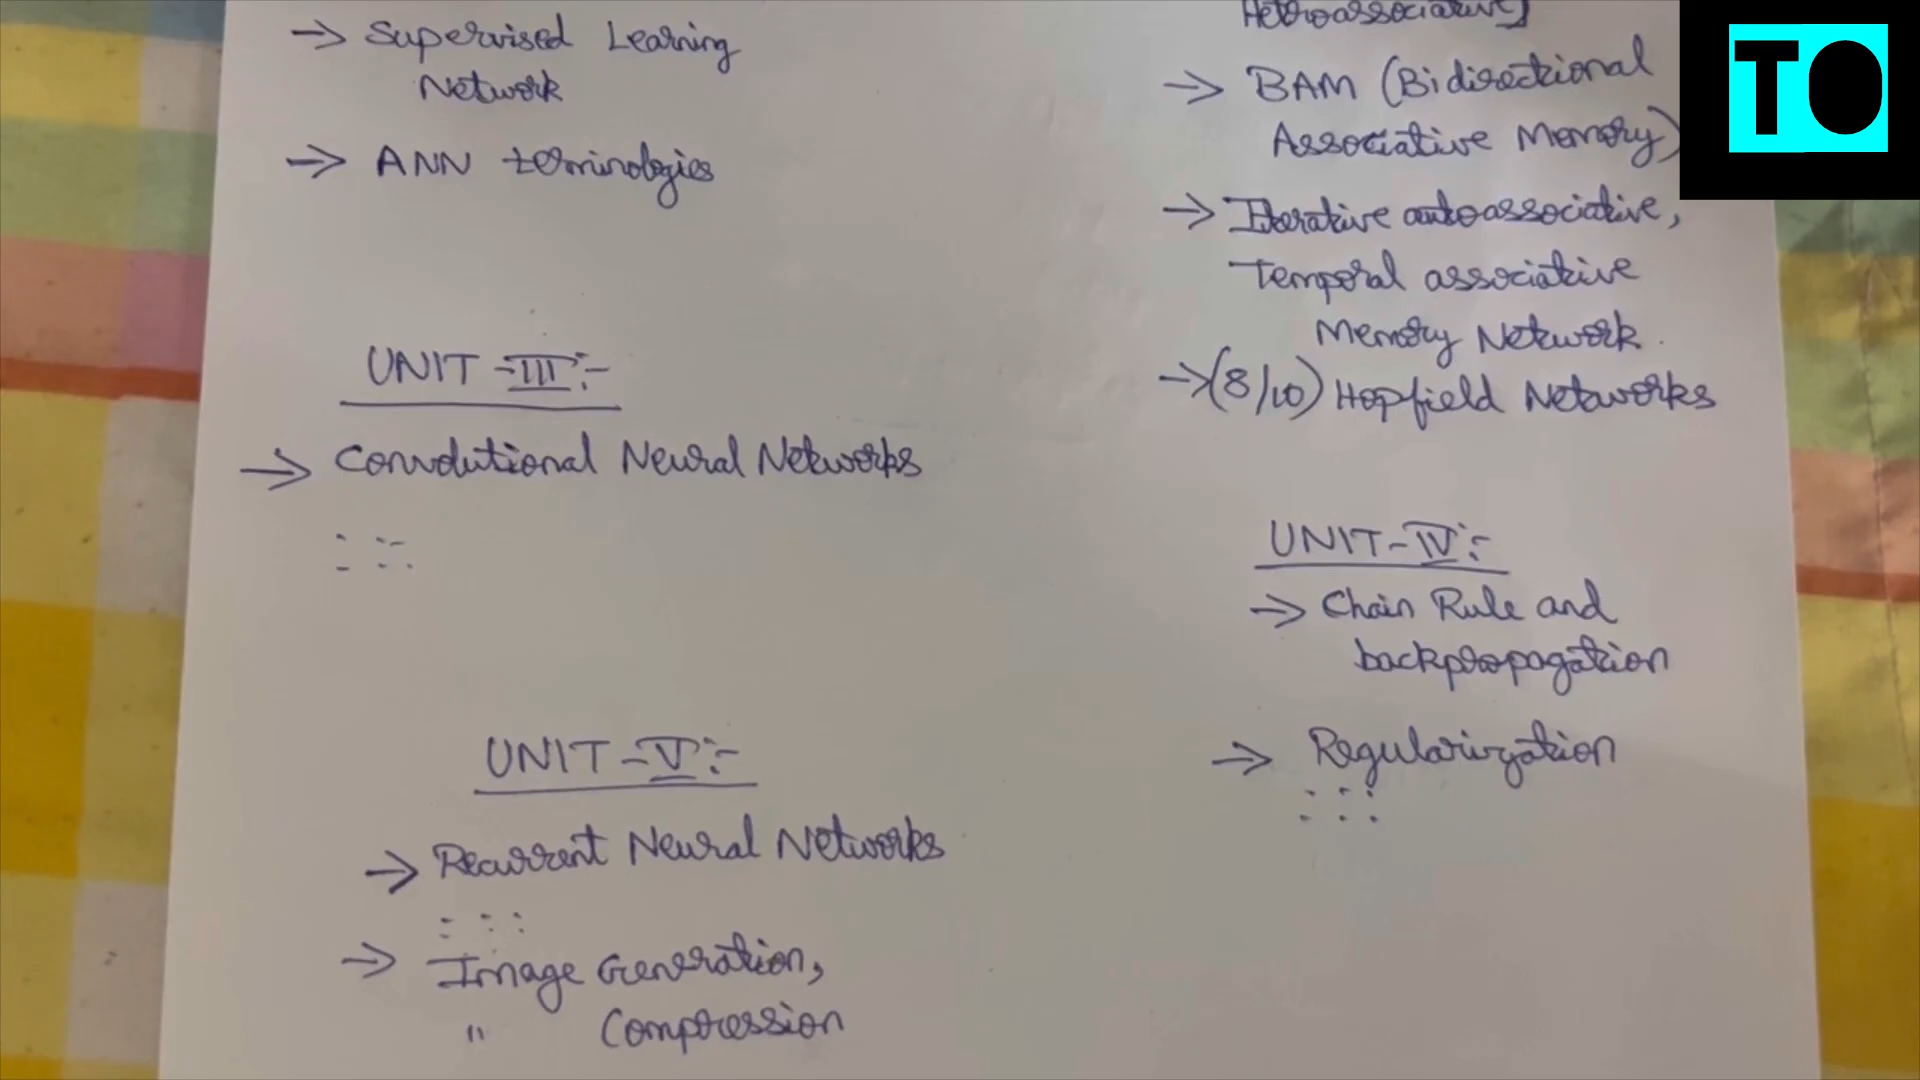 → Supervised Learning
Network
→ ANN terminologies
Hetroassociative]
→ BAM (Bidirectional
Associative Memory)
→ Iterative autoassociative,
Temporal associative
Memory Network.
→ (8/10) Hopfield Networks
UNIT-III:-
→ Convolutional Neural Networks
UNIT-IV:-
→ Chain Rule and
backpropagation
→ Regularization
UNIT-V:-
→ Recurrent Neural Networks
→ Image Generation,
" Compression
TO